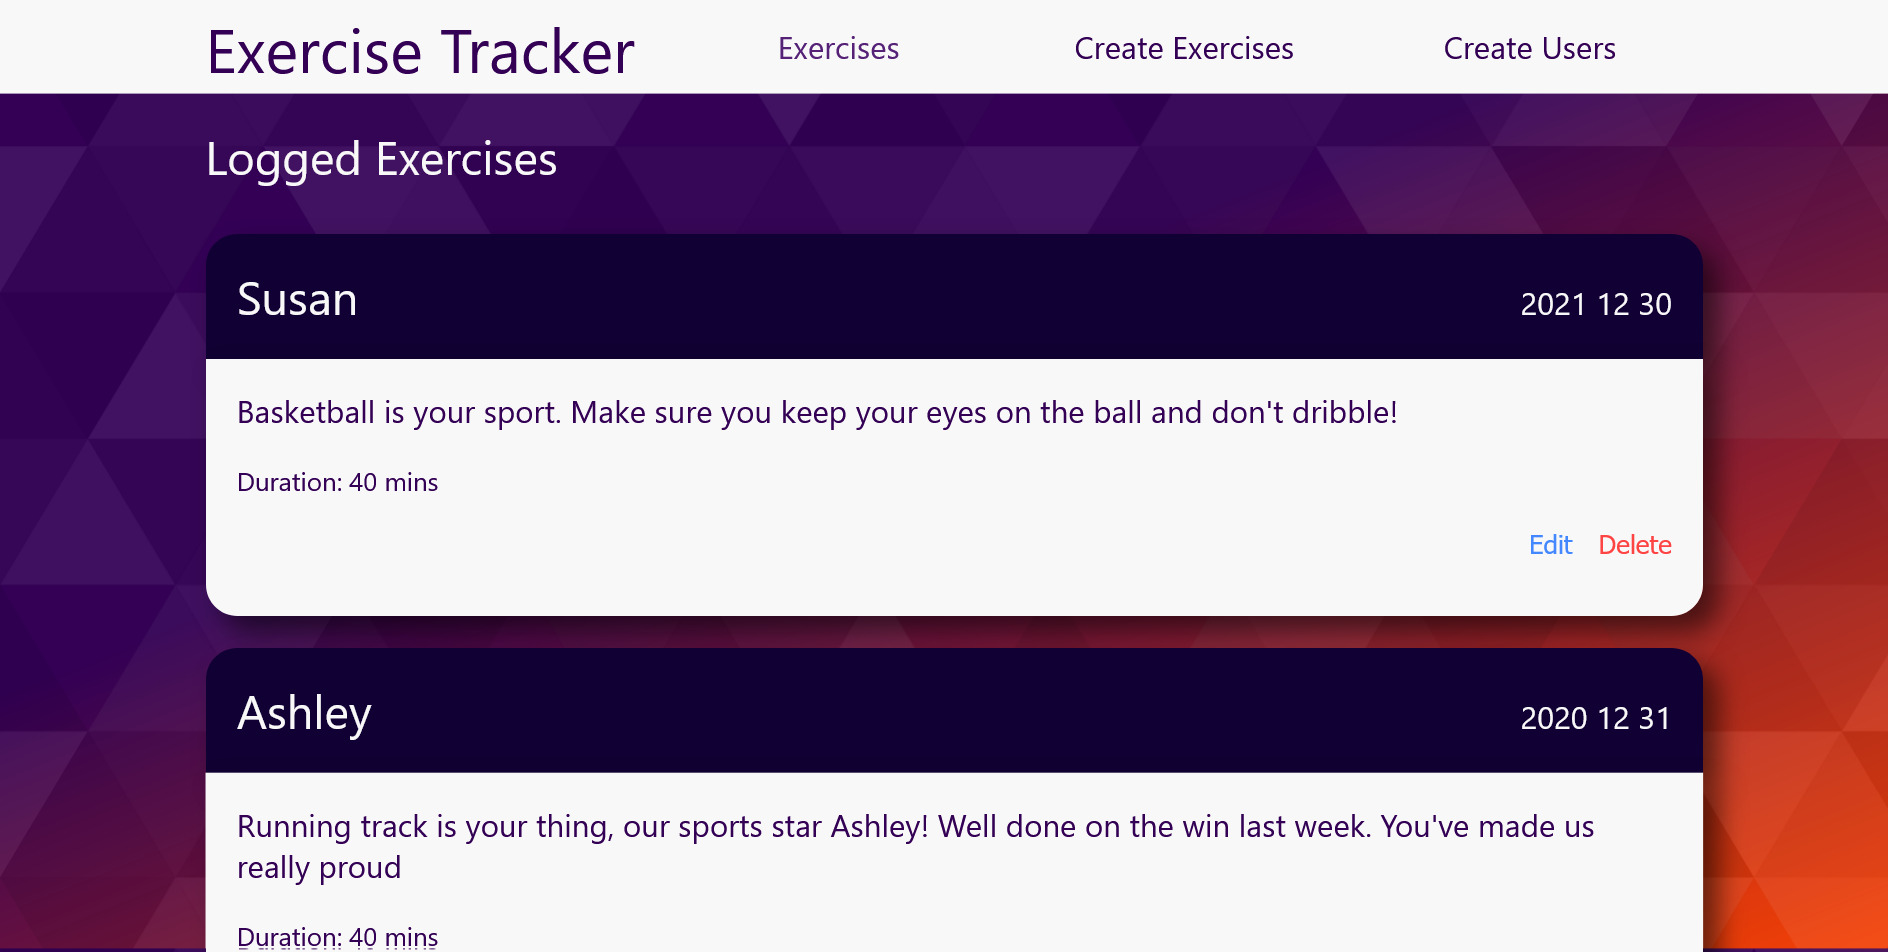 Exercise Tracker Exercises Create Exercises Create Users
Logged Exercises
Susan 2021 12 30
Basketball is your sport. Make sure you keep your eyes on the ball and don't dribble!
Duration: 40 mins
Edit Delete
Ashley 2020 12 31
Running track is your thing, our sports star Ashley! Well done on the win last week. You've made us
really proud
Duration: 40 mins